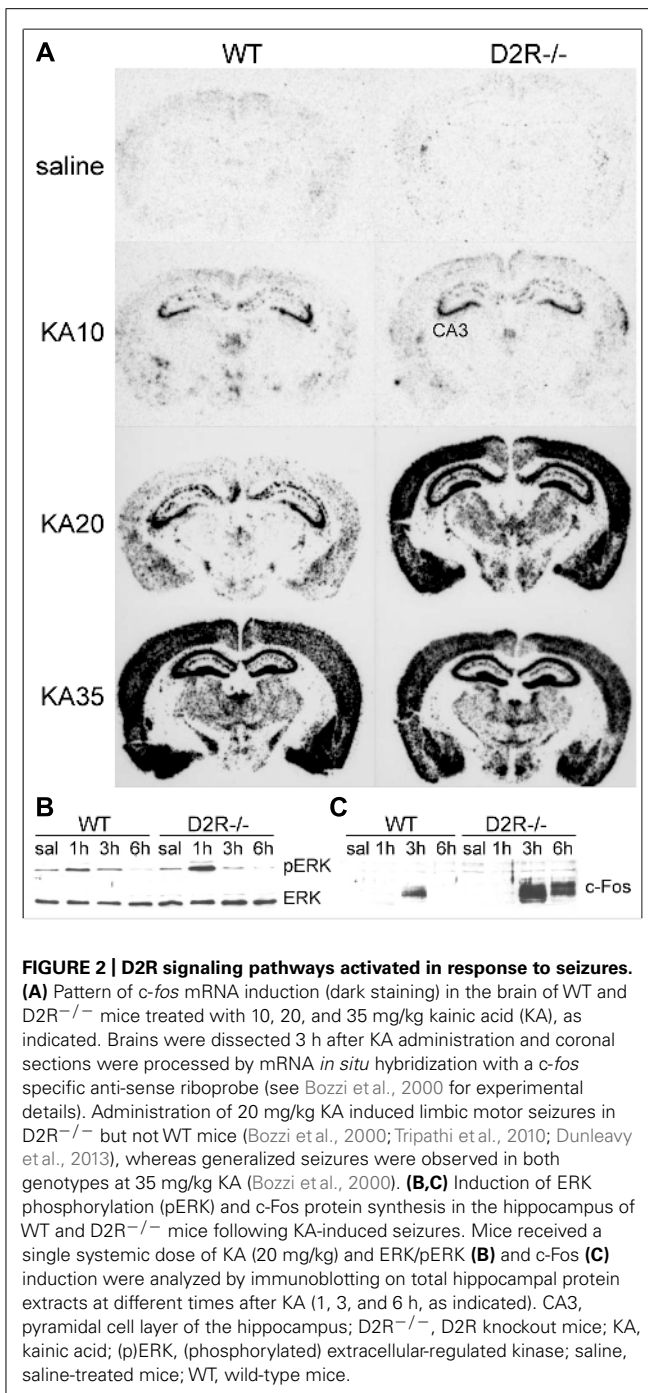 A
WT D2R-/-
saline
KA10
CA3
KA20
KA35
B
WT D2R-/-
sal 1h 3h 6h sal 1h 3h 6h
pERK
ERK
C
WT D2R-/-
sal 1h 3h 6h sal 1h 3h 6h
c-Fos
FIGURE 2 | D2R signaling pathways activated in response to seizures.
(A) Pattern of c-fos mRNA induction (dark staining) in the brain of WT and
D2R−/− mice treated with 10, 20, and 35 mg/kg kainic acid (KA), as
indicated. Brains were dissected 3 h after KA administration and coronal
sections were processed by mRNA in situ hybridization with a c-fos
specific anti-sense riboprobe (see Bozzi et al., 2000 for experimental
details). Administration of 20 mg/kg KA induced limbic motor seizures in
D2R−/− but not WT mice (Bozzi et al., 2000; Tripathi et al., 2010; Dunleavy
et al., 2013), whereas generalized seizures were observed in both
genotypes at 35 mg/kg KA (Bozzi et al., 2000). (B,C) Induction of ERK
phosphorylation (pERK) and c-Fos protein synthesis in the hippocampus of
WT and D2R−/− mice following KA-induced seizures. Mice received a
single systemic dose of KA (20 mg/kg) and ERK/pERK (B) and c-Fos (C)
induction were analyzed by immunoblotting on total hippocampal protein
extracts at different times after KA (1, 3, and 6 h, as indicated). CA3,
pyramidal cell layer of the hippocampus; D2R−/−, D2R knockout mice; KA,
kainic acid; (p)ERK, (phosphorylated) extracellular-regulated kinase; saline,
saline-treated mice; WT, wild-type mice.